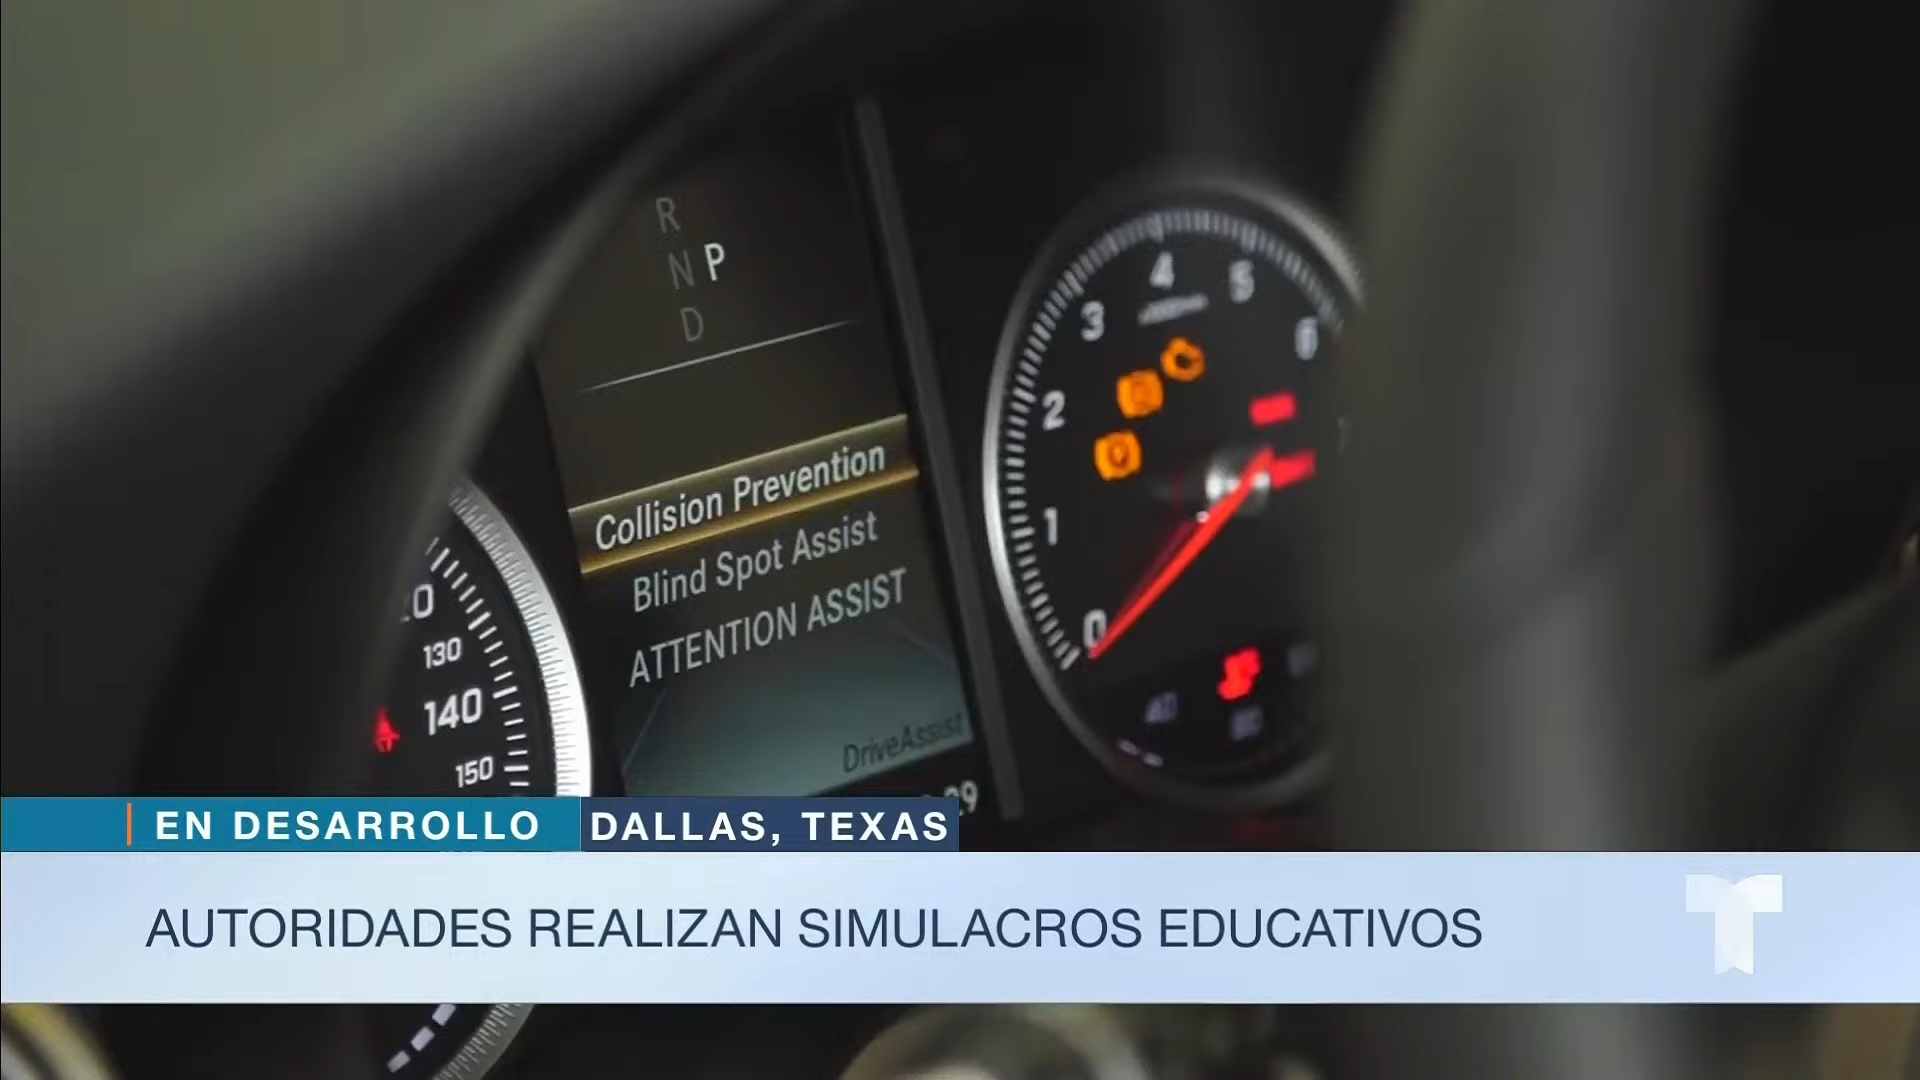 R
N P
D
Collision Prevention
Blind Spot Assist
ATTENTION ASSIST
DriveAssist
130
140
150
0
1
2
3
4
5
6
EN DESARROLLO
DALLAS, TEXAS
AUTORIDADES REALIZAN SIMULACROS EDUCATIVOS